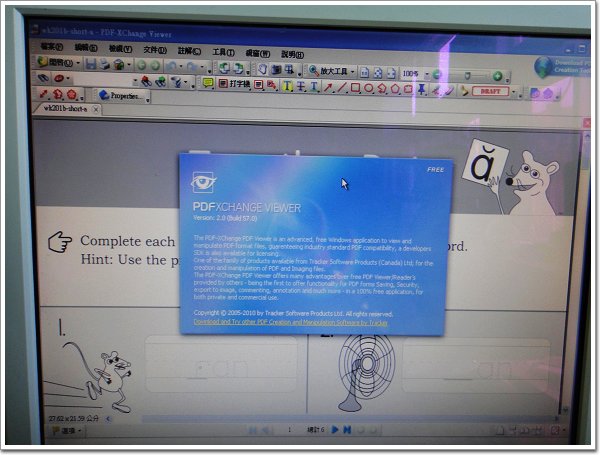 wk201b-short-a - PDF-XChange Viewer
檔案(F) 編輯(E) 檢視(V) 文件(D) 註解(C) 工具(T) 視窗(W) 說明(H)
開啟(O)... 放大工具 100% Download PDF
Creation Tools
打字機 T T T DRAFT
Properties...
wk201b-short-a
ă
FREE
PDFXCHANGE VIEWER
Version: 2.0 (Build 57.0)
The PDF-XChange PDF Viewer is an advanced, free Windows application to view and
manipulate PDF format files, guaranteeing industry standard PDF compatibility, a developers
SDK is also available for licensing.
One of the family of products available from Tracker Software Products (Canada) Ltd; for the
creation and manipulation of PDF and Imaging files.
The PDF-XChange PDF Viewer offers many advantages over free PDF Viewer/Reader's
provided by others - being the first to offer functionality for PDF forms Saving, Security,
export to image, commenting, annotation and much more - in a 100% free application, for
both private and commercial use.
Copyright © 2005-2010 by Tracker Software Products Ltd. All rights reserved.
Download and Try other PDF Creation and Manipulation Software by Tracker
Complete each rd.
Hint: Use the p
1.
an an
27.62 x 21.59 公分
選項 1 總計 6